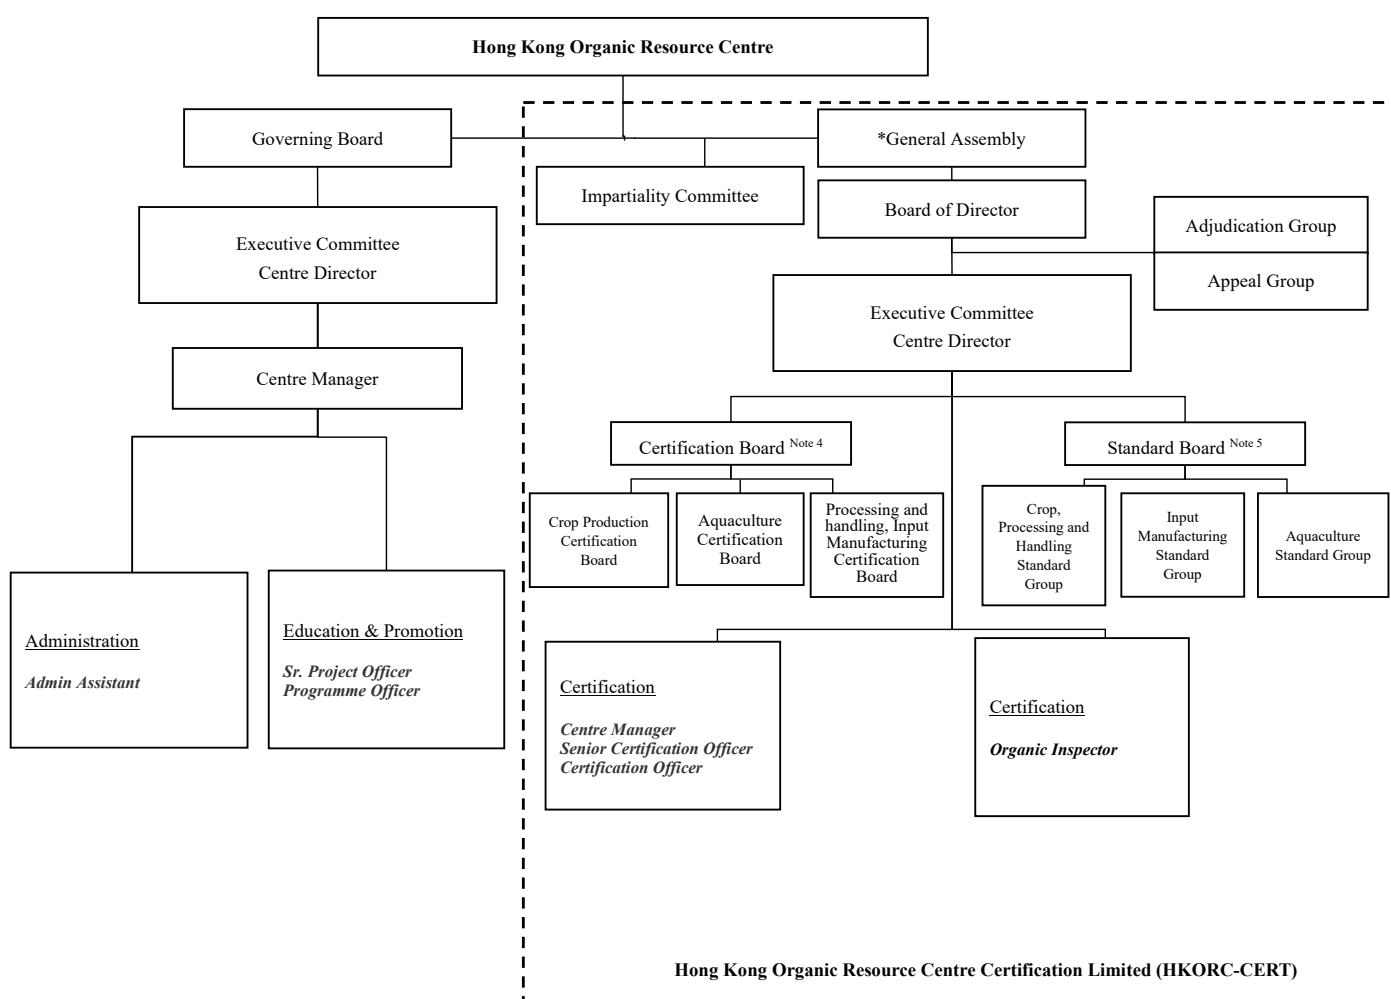 Hong Kong Organic Resource Centre
Governing Board
*General Assembly
Impartiality Committee
Board of Director
Adjudication Group
Appeal Group
Executive Committee
Centre Director
Executive Committee
Centre Director
Centre Manager
Certification Board Note 4
Standard Board Note 5
Crop Production
Certification
Board
Aquaculture
Certification
Board
Processing and
handling, Input
Manufacturing
Certification
Board
Crop,
Processing and
Handling
Standard
Group
Input
Manufacturing
Standard
Group
Aquaculture
Standard Group
Administration
Admin Assistant
Education & Promotion
Sr. Project Officer
Programme Officer
Certification
Centre Manager
Senior Certification Officer
Certification Officer
Certification
Organic Inspector
Hong Kong Organic Resource Centre Certification Limited (HKORC-CERT)